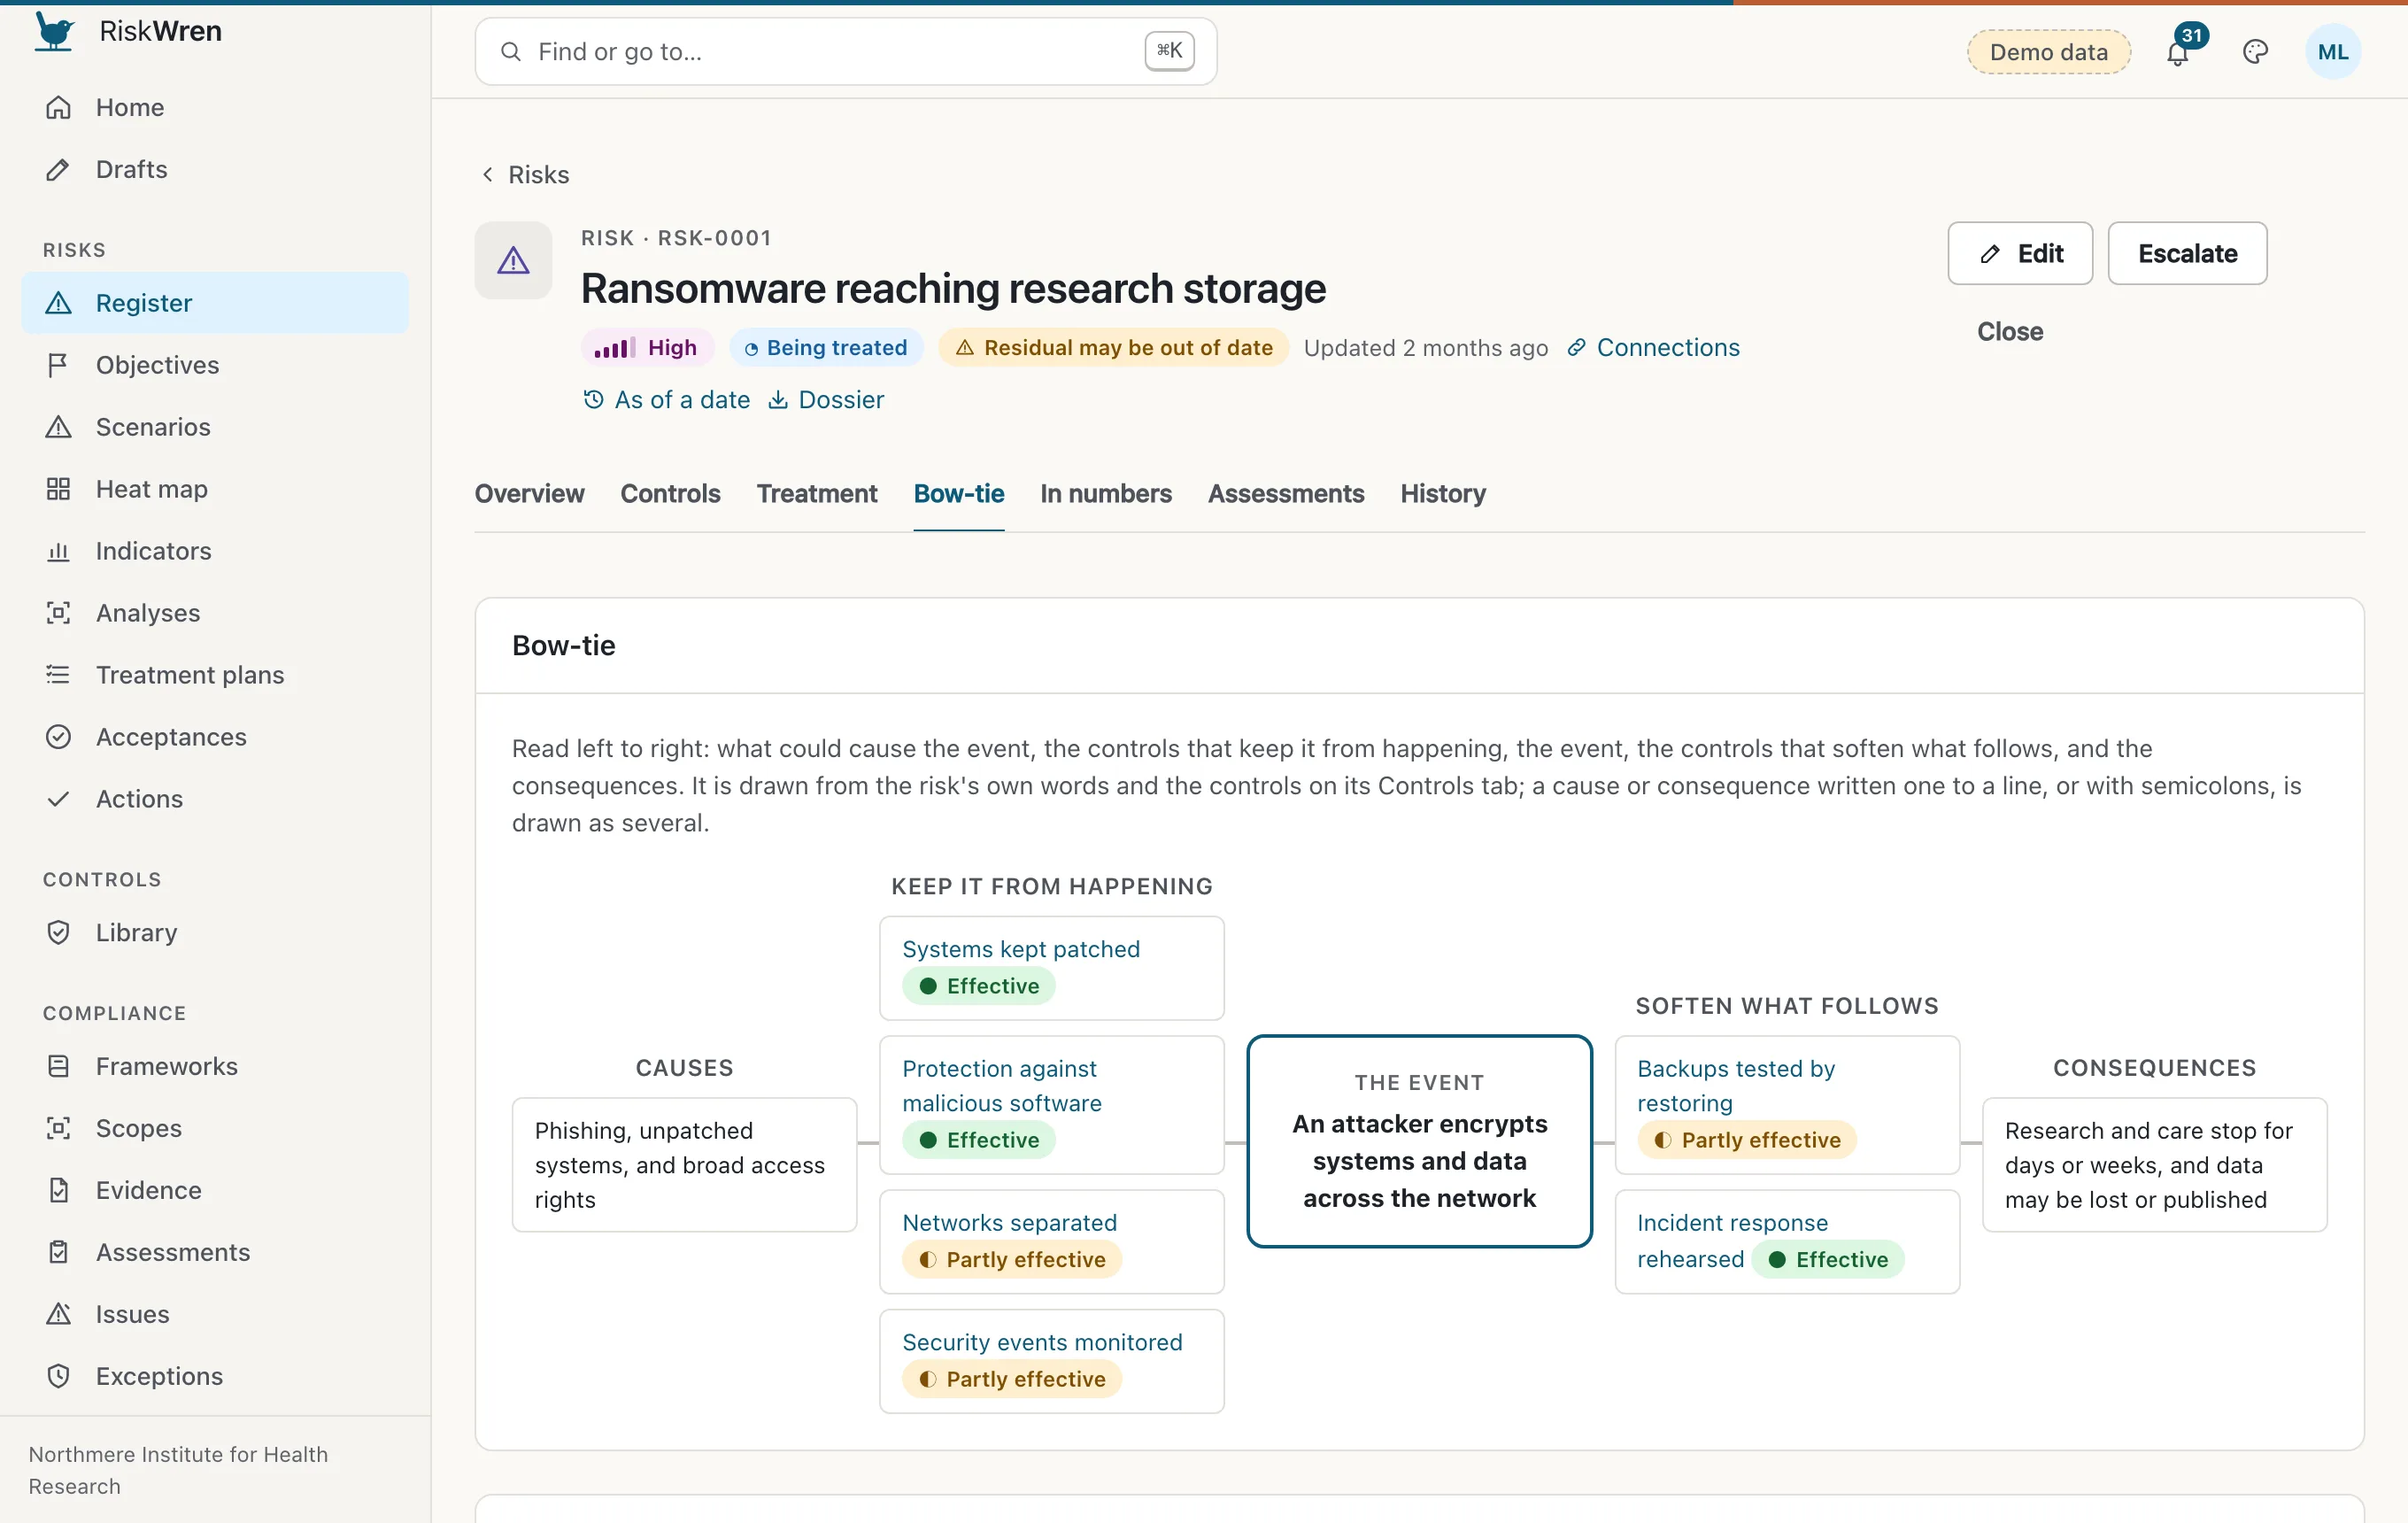 RiskWren
Find or go to...
⌘K
Demo data
31
ML
Home
Drafts
RISKS
Register
Objectives
Scenarios
Heat map
Indicators
Analyses
Treatment plans
Acceptances
Actions
CONTROLS
Library
COMPLIANCE
Frameworks
Scopes
Evidence
Assessments
Issues
Exceptions
Northmere Institute for Health
Research
Risks
RISK · RSK-0001
Ransomware reaching research storage
Edit
Escalate
Close
High
Being treated
Residual may be out of date
Updated 2 months ago
Connections
As of a date
Dossier
Overview
Controls
Treatment
Bow-tie
In numbers
Assessments
History
Bow-tie
Read left to right: what could cause the event, the controls that keep it from happening, the event, the controls that soften what follows, and the
consequences. It is drawn from the risk's own words and the controls on its Controls tab; a cause or consequence written one to a line, or with semicolons, is
drawn as several.
CAUSES
Phishing, unpatched
systems, and broad access
rights
KEEP IT FROM HAPPENING
Systems kept patched
Effective
Protection against
malicious software
Effective
Networks separated
Partly effective
Security events monitored
Partly effective
THE EVENT
An attacker encrypts
systems and data
across the network
SOFTEN WHAT FOLLOWS
Backups tested by
restoring
Partly effective
Incident response
rehearsed Effective
CONSEQUENCES
Research and care stop for
days or weeks, and data
may be lost or published